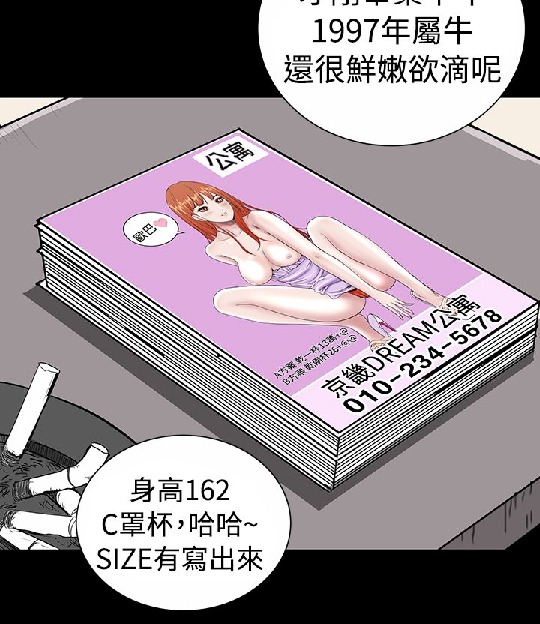 1997年屬牛
還很鮮嫩欲滴呢
公寓
歐巴
京畿DREAM公寓
010-234-5678
身高162
C罩杯,哈哈~
SIZE有寫出來